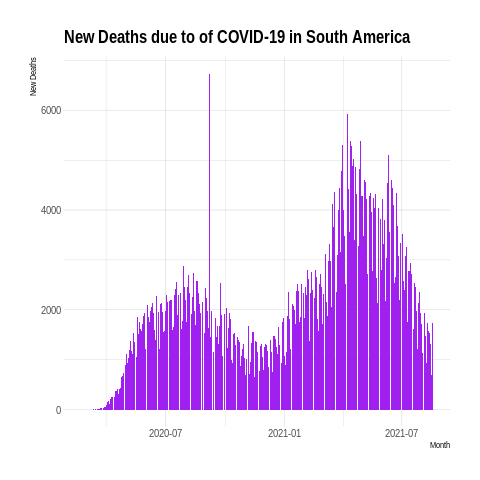 New Deaths due to of COVID-19 in South America
New Deaths
6000
4000
2000
0
2020-07
2021-01
2021-07
Month